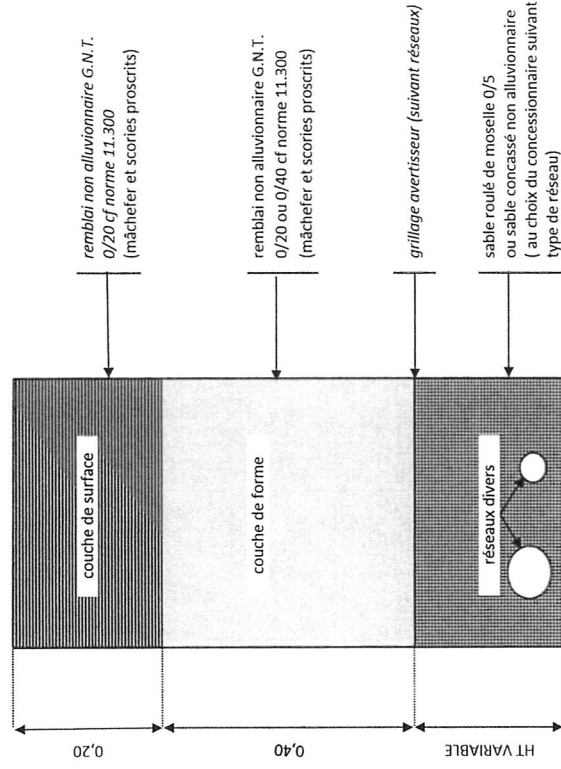 remblai non alluvionnaire G.N.T.
0/20 cf norme 11.300
(mâchefer et scories proscrits)
remblai non alluvionnaire G.N.T.
0/20 ou 0/40 cf norme 11.300
(mâchefer et scories proscrits)
grillage avertisseur (suivant réseaux)
sable roulé de moselle 0/5
ou sable concassé non alluvionnaire
( au choix du concessionnaire suivant
type de réseau)
couche de surface
couche de forme
réseaux divers
0,20
0,40
HT VARIABLE